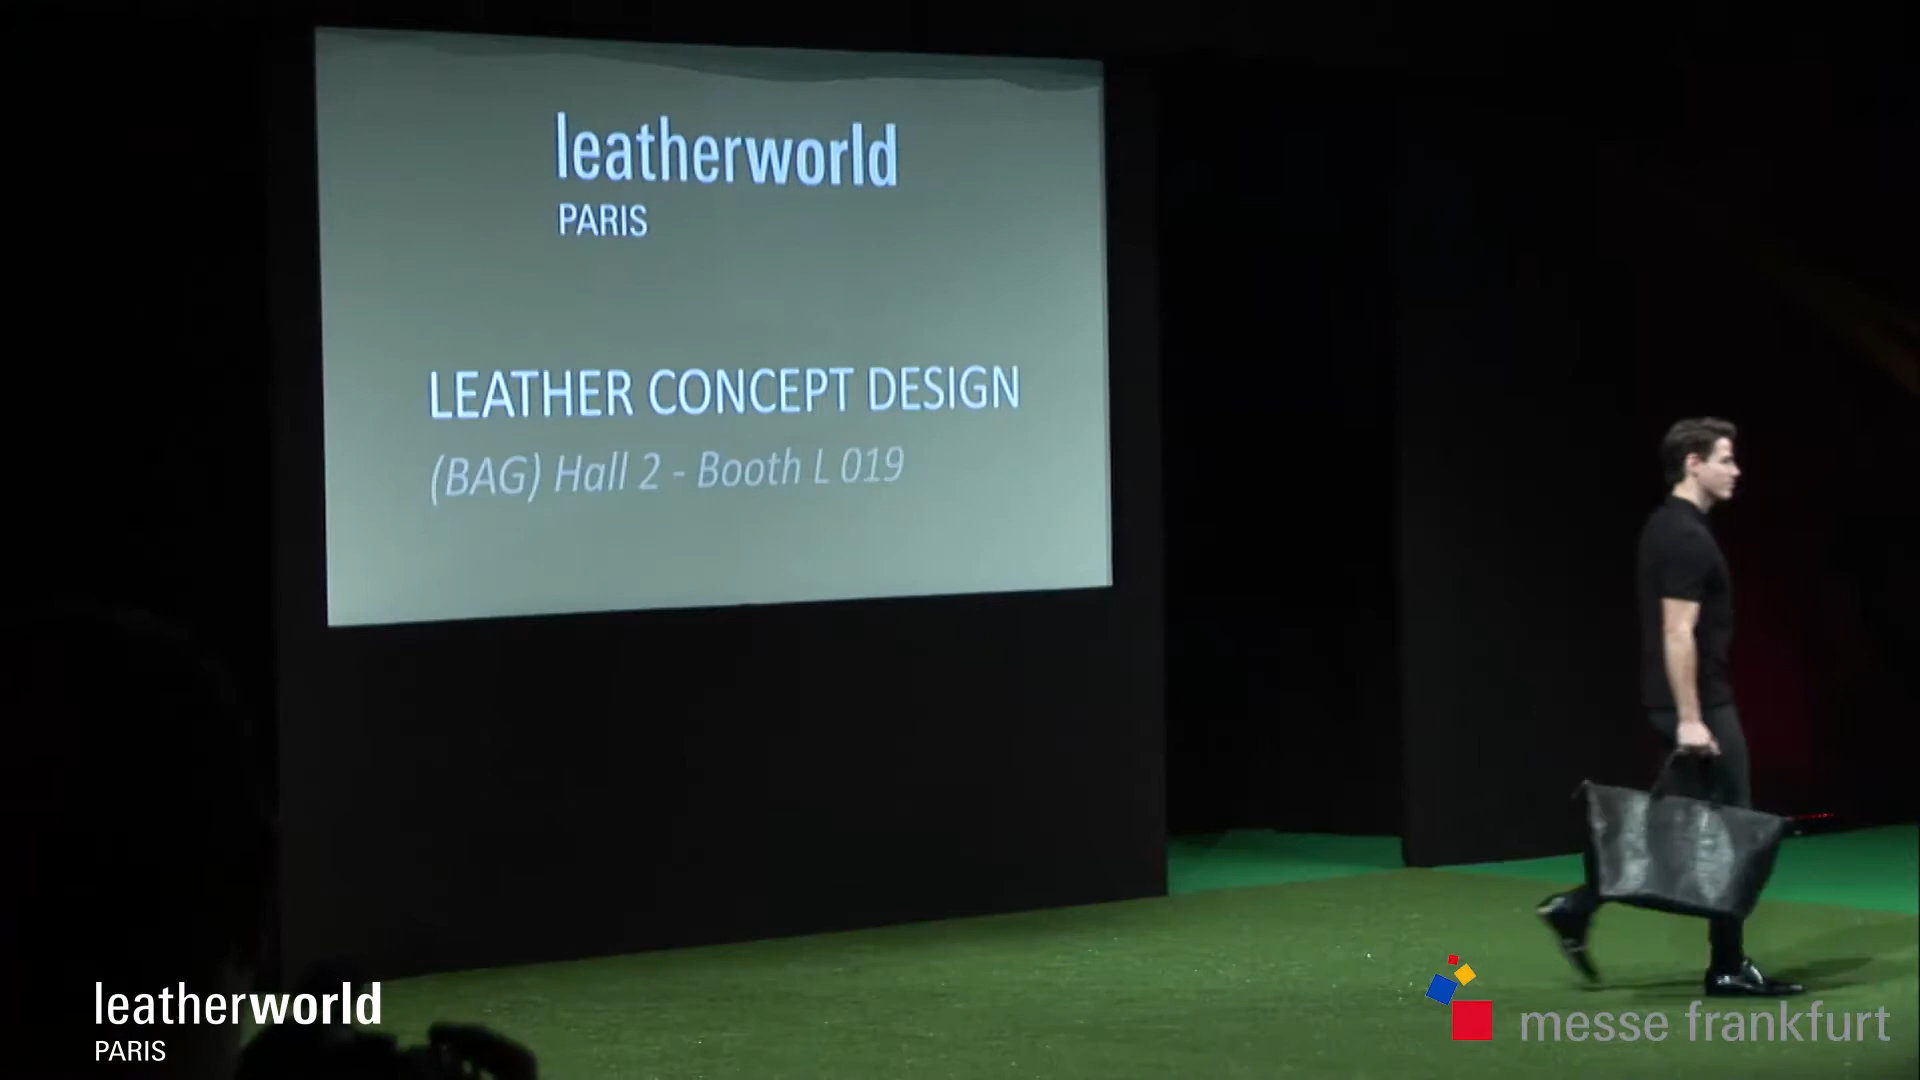 leatherworld
PARIS
LEATHER CONCEPT DESIGN
(BAG) Hall 2 - Booth L 019
leatherworld
PARIS
messe frankfurt